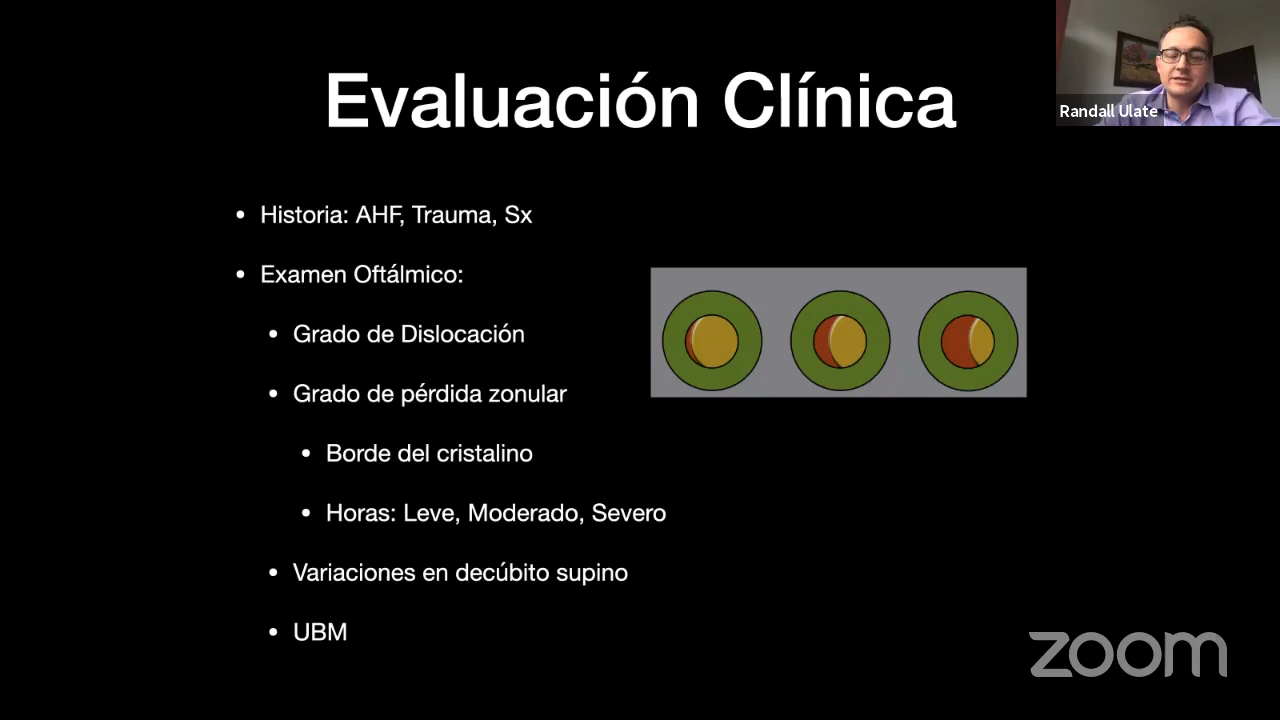 Evaluación Clínica
Randall Ulate
• Historia: AHF, Trauma, Sx
• Examen Oftálmico:
• Grado de Dislocación
• Grado de pérdida zonular
• Borde del cristalino
• Horas: Leve, Moderado, Severo
• Variaciones en decúbito supino
• UBM
zoom